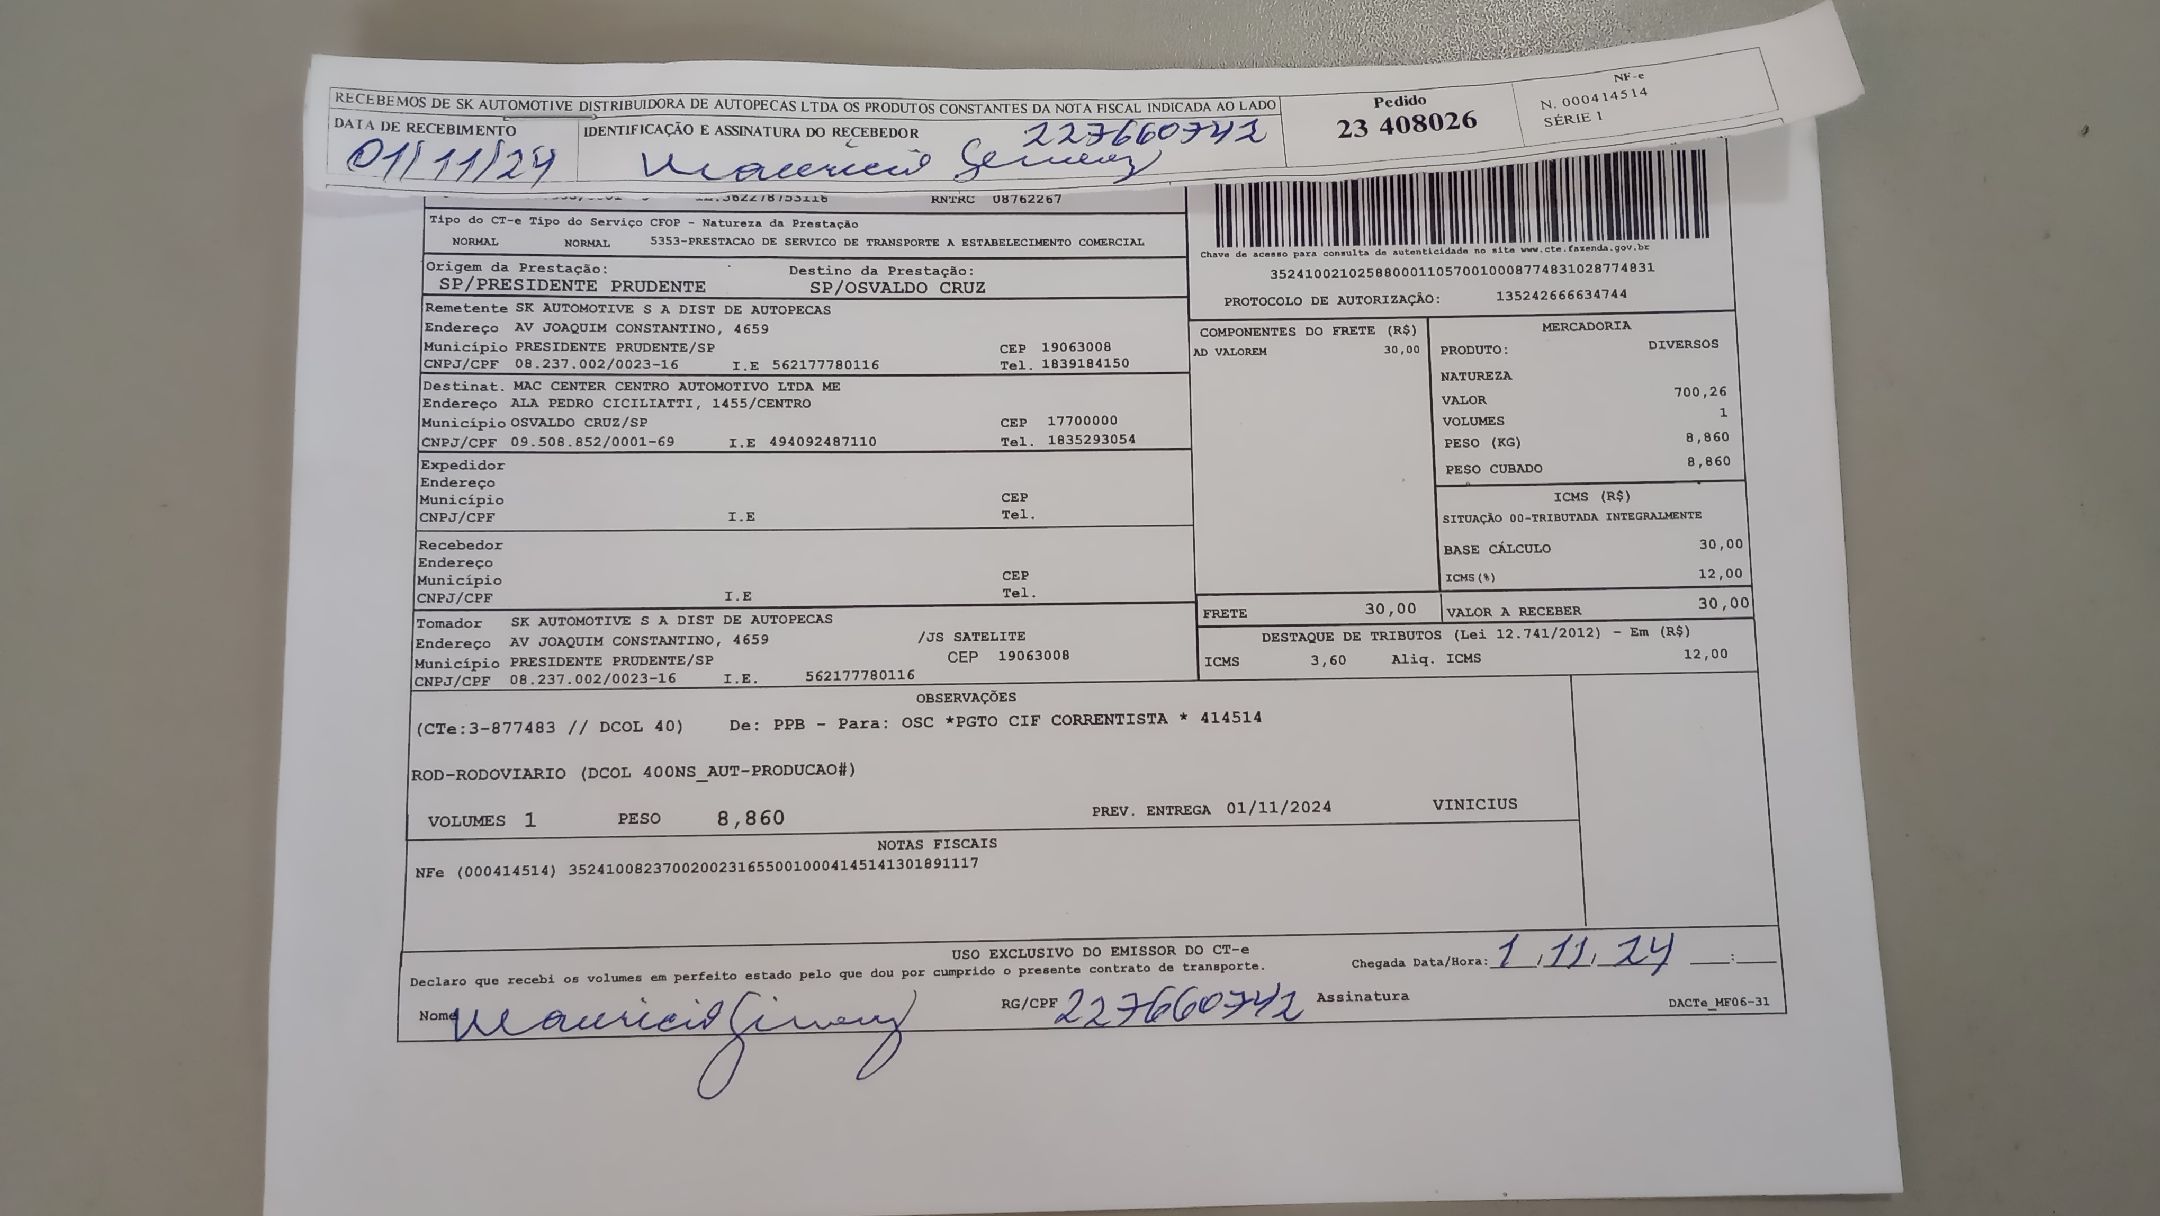 RECEBEMOS DE SK AUTOMOTIVE DISTRIBUIDORA DE AUTOPECAS LTDA OS PRODUTOS CONSTANTES DA NOTA FISCAL INDICADA AO LADO
DATA DE RECEBIMENTO IDENTIFICAÇÃO E ASSINATURA DO RECEBEDOR 227660742
01/11/24
Pedido
23 408026
NF-e
N. 000414514
SÉRIE 1
RNTRC 08762267
Tipo do CT-e Tipo do Serviço CFOP - Natureza da Prestação
NORMAL NORMAL 5353-PRESTACAO DE SERVICO DE TRANSPORTE A ESTABELECIMENTO COMERCIAL
Origem da Prestação: Destino da Prestação:
SP/PRESIDENTE PRUDENTE SP/OSVALDO CRUZ
Chave de acesso para consulta de autenticidade no site www.cte.fazenda.gov.br
35241002102588000110570010008774831028774831
PROTOCOLO DE AUTORIZAÇÃO: 135242666634744
Remetente SK AUTOMOTIVE S A DIST DE AUTOPECAS
Endereço AV JOAQUIM CONSTANTINO, 4659
Município PRESIDENTE PRUDENTE/SP CEP 19063008
CNPJ/CPF 08.237.002/0023-16 I.E 562177780116 Tel. 1839184150
Destinat. MAC CENTER CENTRO AUTOMOTIVO LTDA ME
Endereço ALA PEDRO CICILIATTI, 1455/CENTRO
Município OSVALDO CRUZ/SP CEP 17700000
CNPJ/CPF 09.508.852/0001-69 I.E 494092487110 Tel. 1835293054
Expedidor
Endereço
Município CEP
CNPJ/CPF I.E Tel.
Recebedor
Endereço
Município CEP
CNPJ/CPF I.E Tel.
Tomador SK AUTOMOTIVE S A DIST DE AUTOPECAS
Endereço AV JOAQUIM CONSTANTINO, 4659 /JS SATELITE
Município PRESIDENTE PRUDENTE/SP CEP 19063008
CNPJ/CPF 08.237.002/0023-16 I.E. 562177780116
COMPONENTES DO FRETE (R$)
AD VALOREM 30,00
MERCADORIA
PRODUTO: DIVERSOS
NATUREZA
VALOR 700,26
VOLUMES 1
PESO (KG) 8,860
PESO CUBADO 8,860
ICMS (R$)
SITUAÇÃO 00-TRIBUTADA INTEGRALMENTE
BASE CÁLCULO 30,00
ICMS(%) 12,00
FRETE 30,00 VALOR A RECEBER 30,00
DESTAQUE DE TRIBUTOS (Lei 12.741/2012) - Em (R$)
ICMS 3,60 Aliq. ICMS 12,00
OBSERVAÇÕES
(CTe:3-877483 // DCOL 40) De: PPB - Para: OSC *PGTO CIF CORRENTISTA * 414514
ROD-RODOVIARIO (DCOL 400NS_AUT-PRODUCAO#)
VOLUMES 1 PESO 8,860 PREV. ENTREGA 01/11/2024 VINICIUS
NOTAS FISCAIS
NFe (000414514) 35241008237002002316550010004145141301891117
USO EXCLUSIVO DO EMISSOR DO CT-e
Declaro que recebi os volumes em perfeito estado pelo que dou por cumprido o presente contrato de transporte. Chegada Data/Hora: 1/11/24 __:__
Nome Mauricio RG/CPF 227660742 Assinatura
DACTe_MF06-31